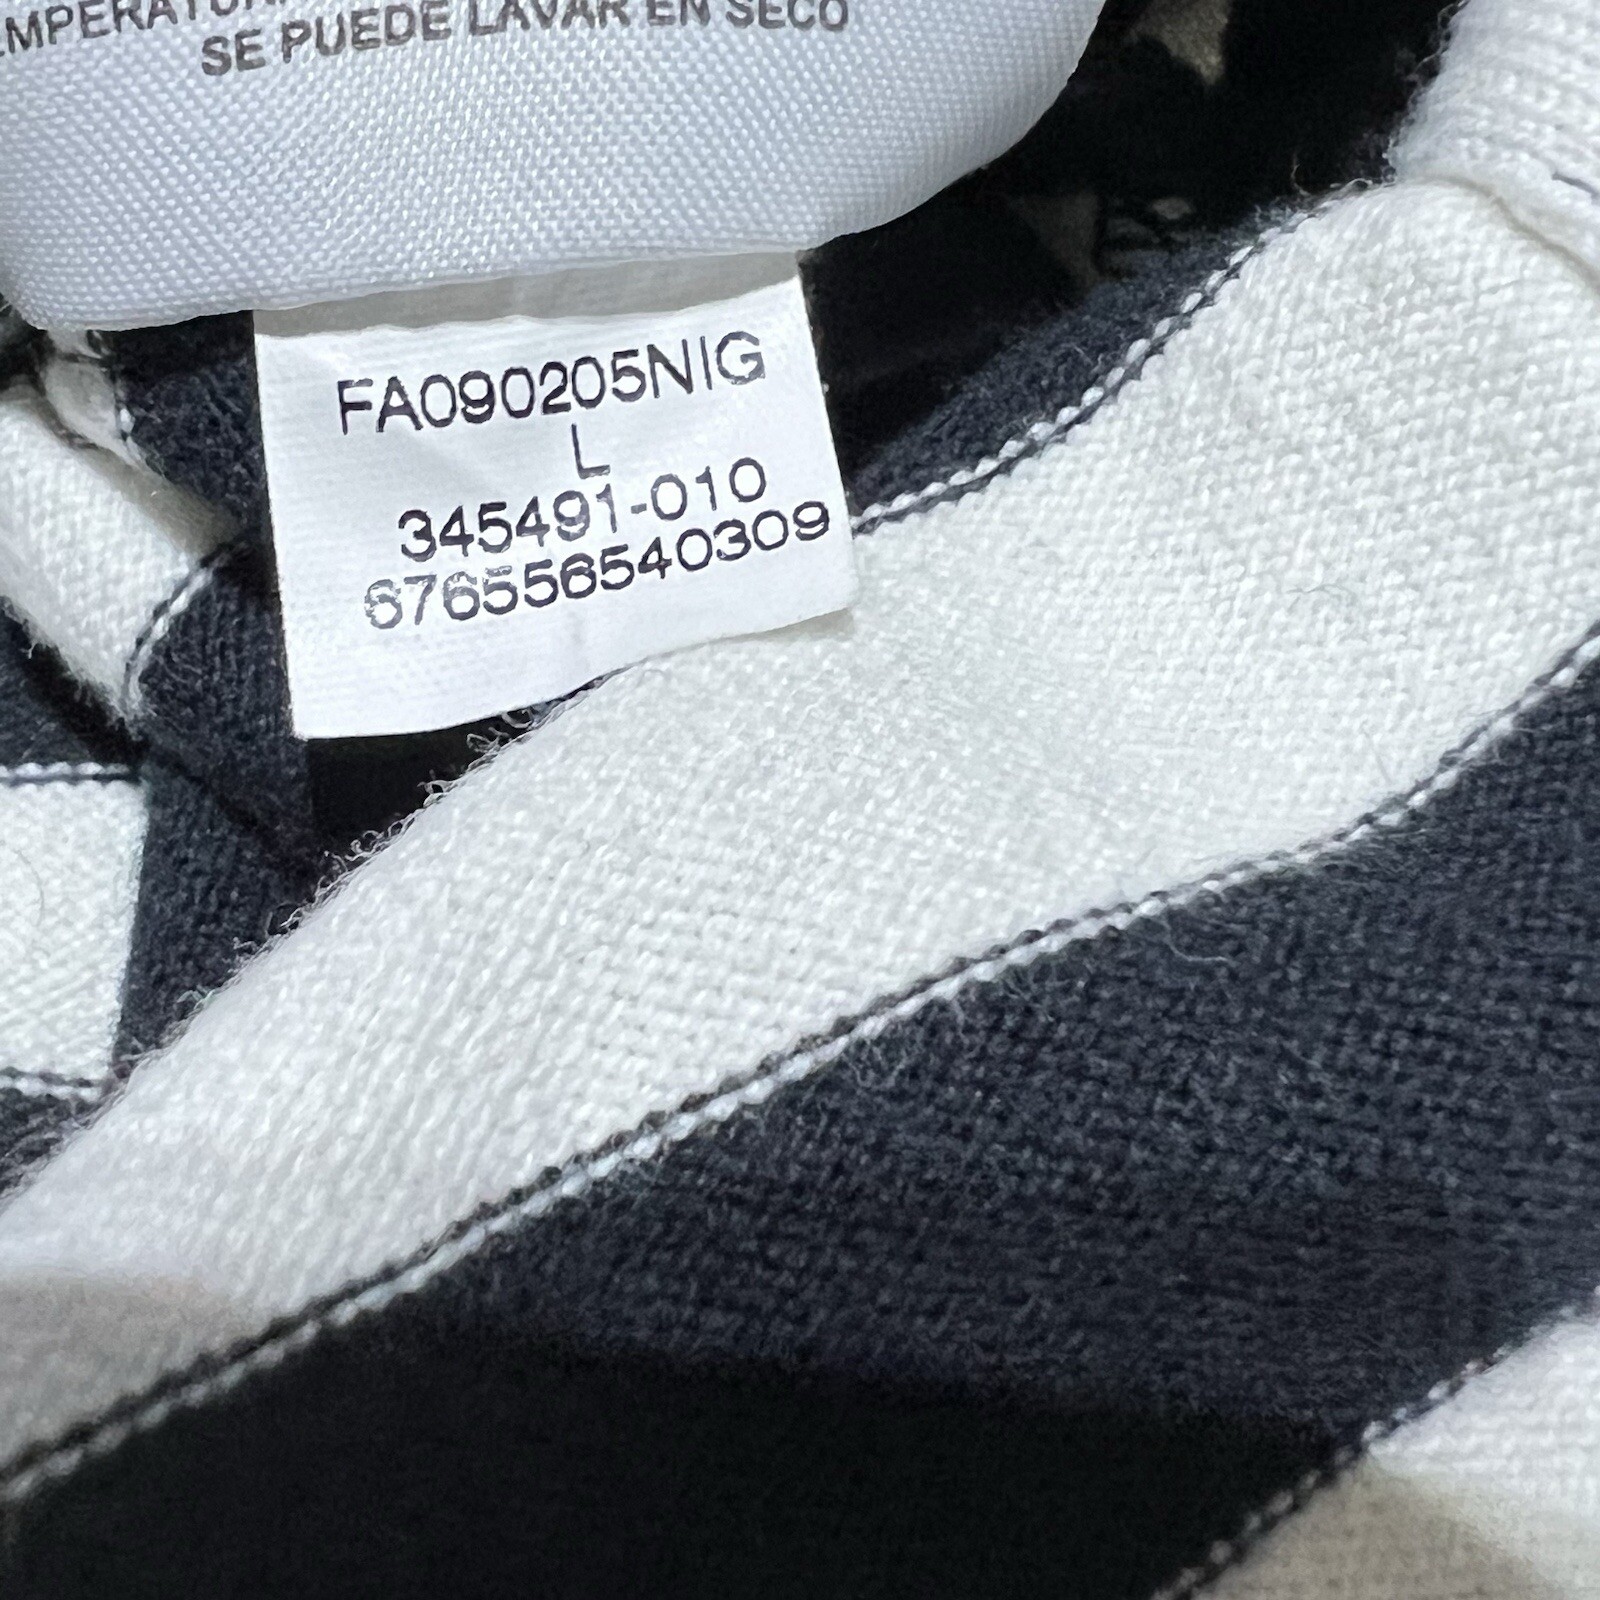 SE PUEDE LAVAR EN SECO
FA090205NIG
L
345491-010
676556540309